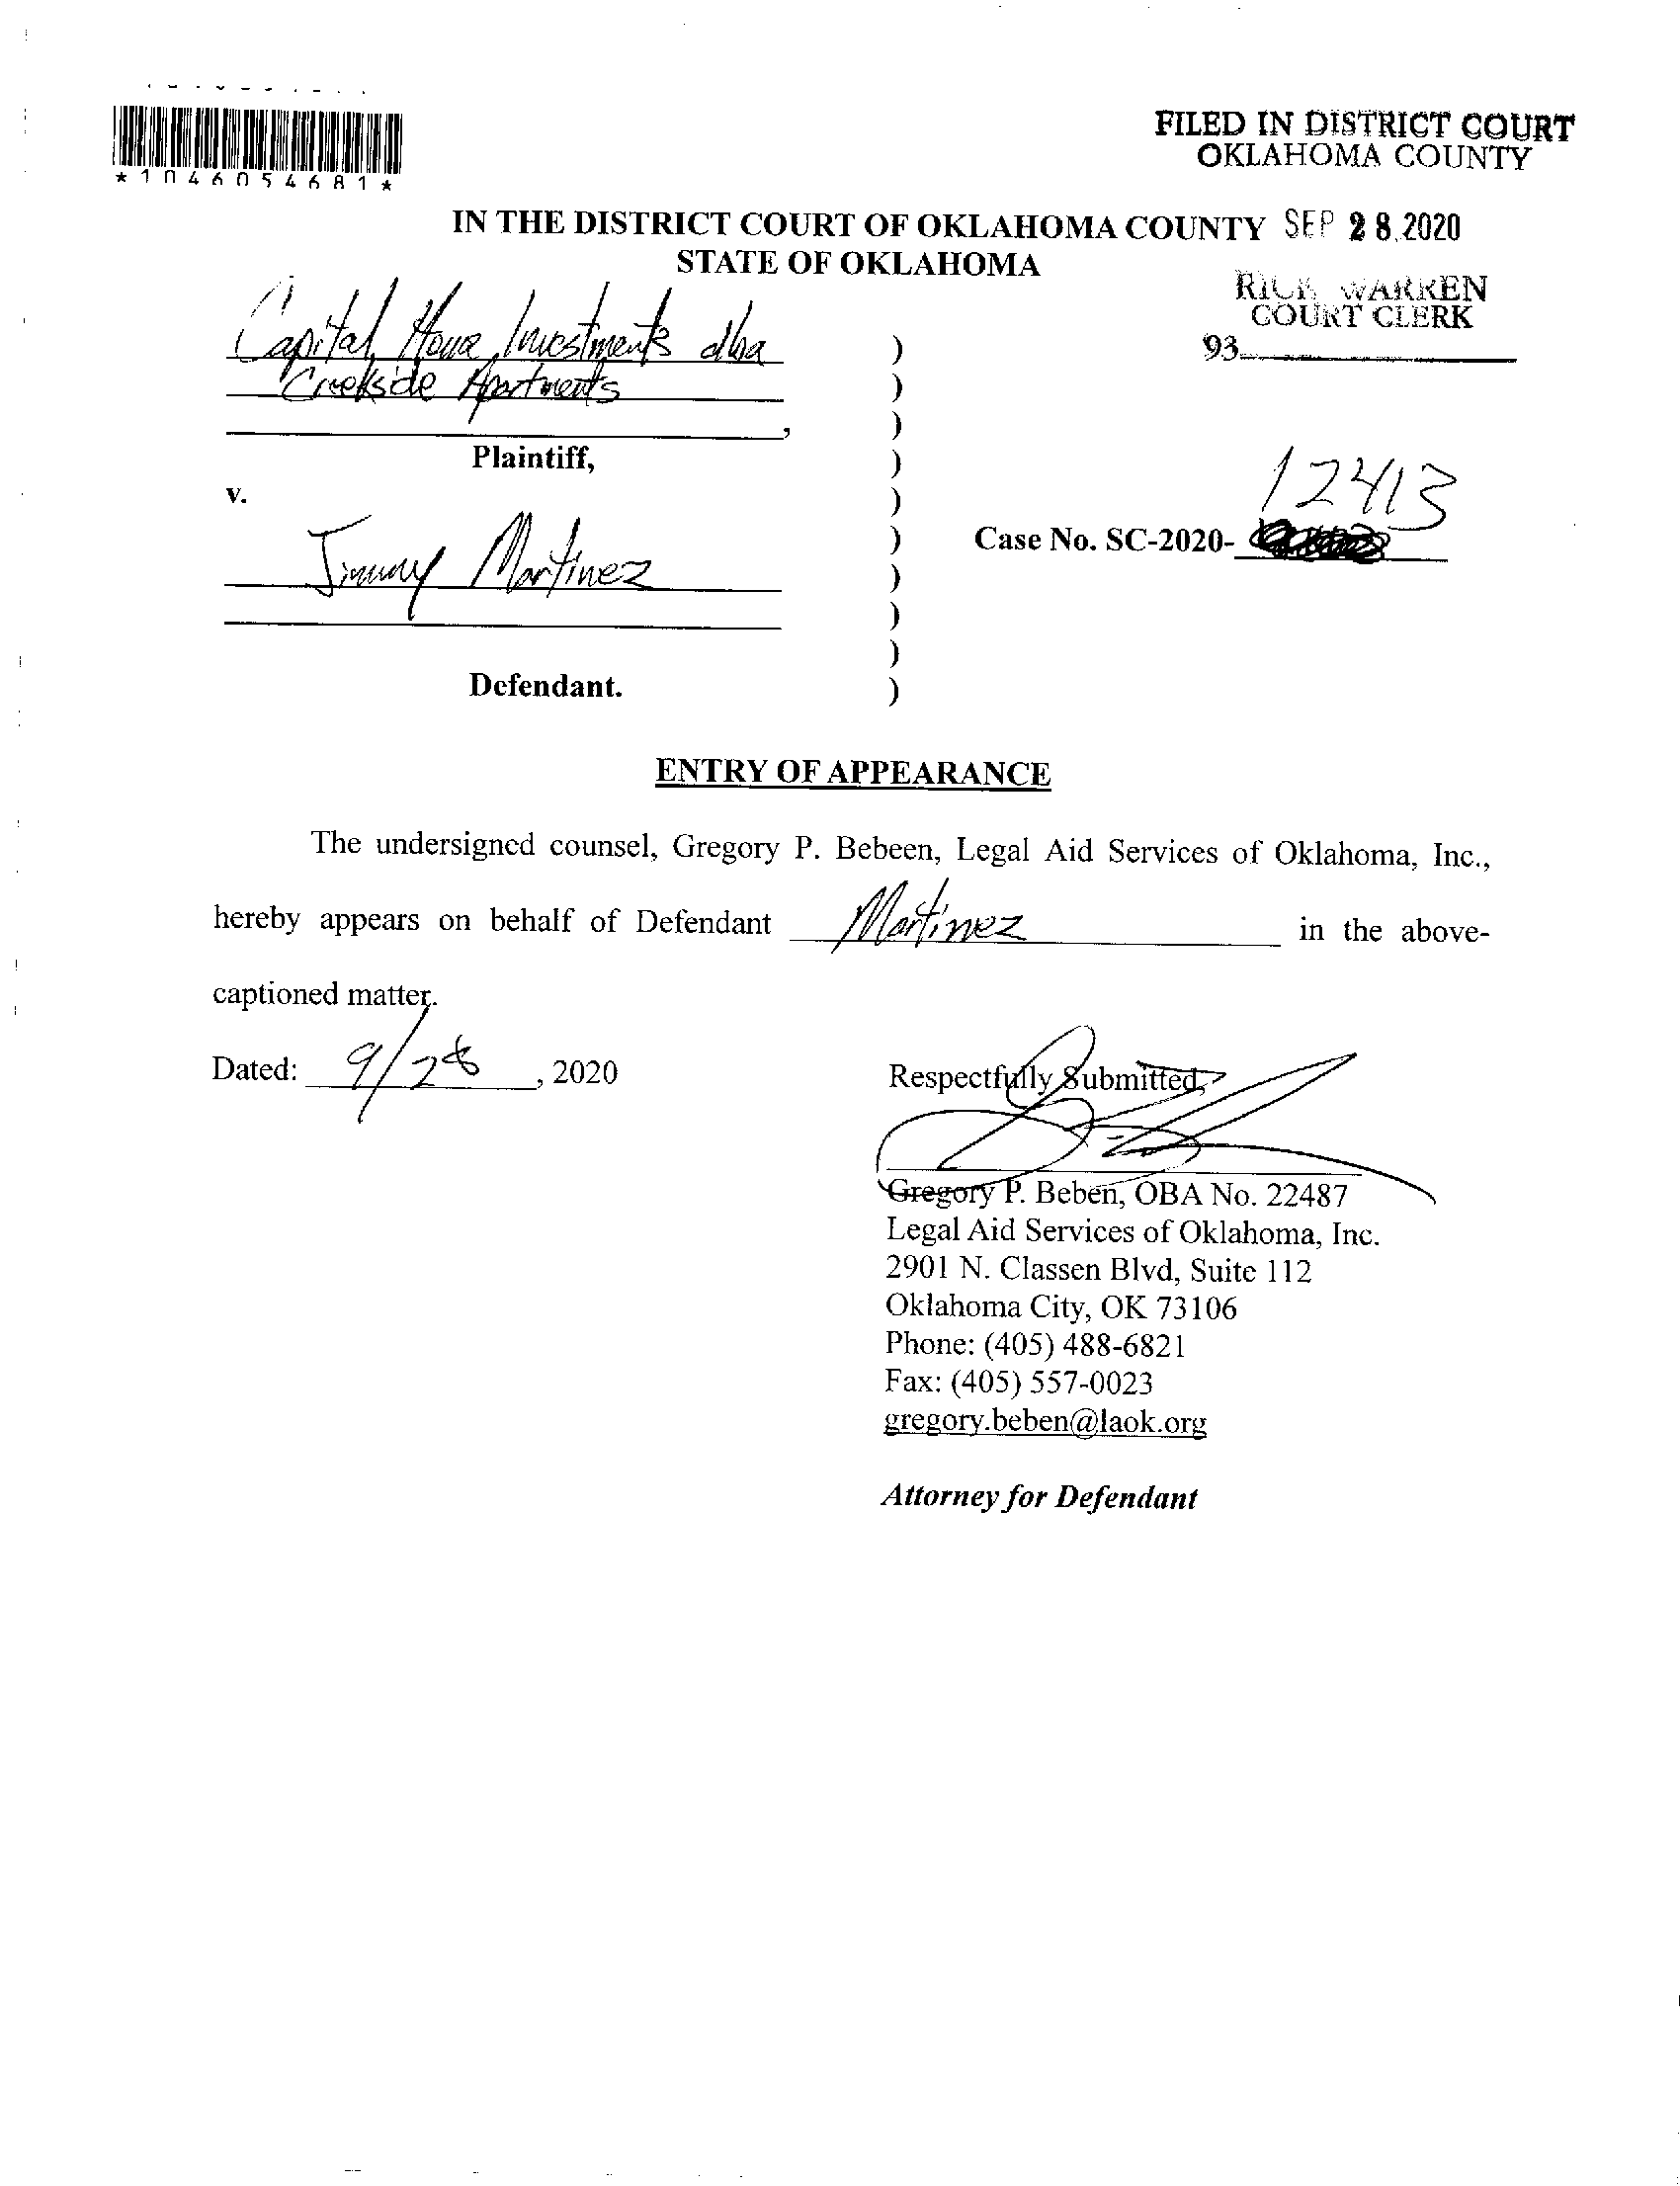 *1046054681*
FILED IN DISTRICT COURT
OKLAHOMA COUNTY
IN THE DISTRICT COURT OF OKLAHOMA COUNTY SEP 28 2020
STATE OF OKLAHOMA
RICK WARREN
COURT CLERK
93
Capital Home Investments dba )
Creekside Apartments )
, )
Plaintiff, )
v. )
12413
) Case No. SC-2020-
Jimmy Martinez )
)
)
Defendant. )
ENTRY OF APPEARANCE
The undersigned counsel, Gregory P. Bebeen, Legal Aid Services of Oklahoma, Inc.,
hereby appears on behalf of Defendant Martinez in the above-
captioned matter.
Dated: 9/28, 2020
Respectfully Submitted,
Gregory P. Beben, OBA No. 22487
Legal Aid Services of Oklahoma, Inc.
2901 N. Classen Blvd, Suite 112
Oklahoma City, OK 73106
Phone: (405) 488-6821
Fax: (405) 557-0023
gregory.beben@laok.org
Attorney for Defendant